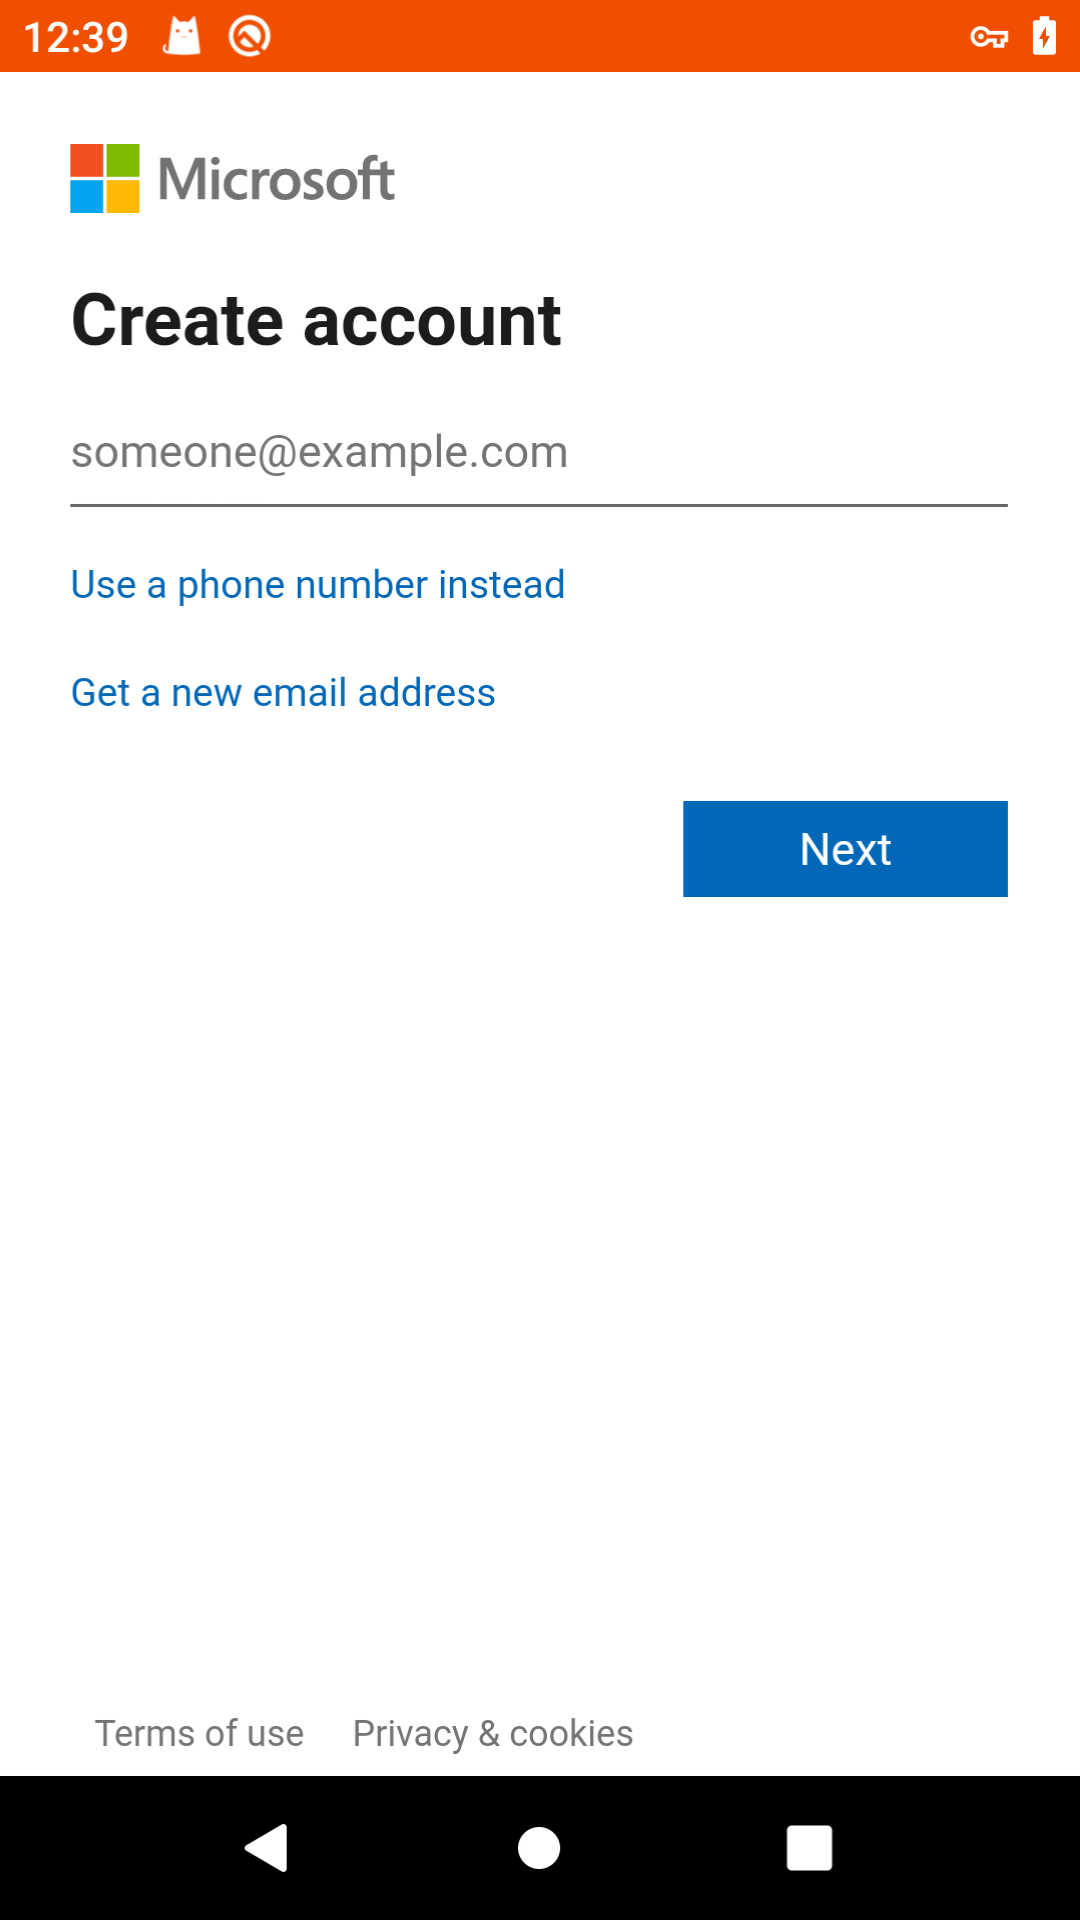 12:39
Microsoft
Create account
someone@example.com
Use a phone number instead
Get a new email address
Next
Terms of use Privacy & cookies